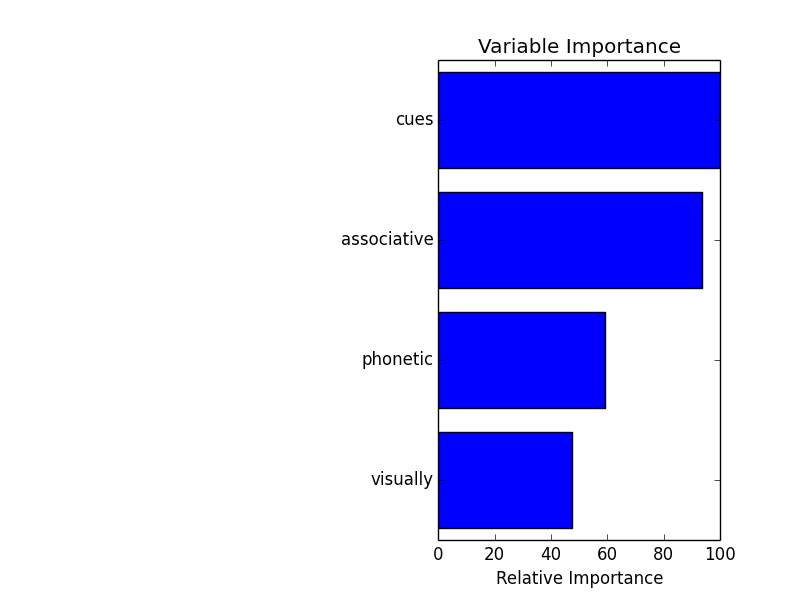 Variable Importance
cues
associative
phonetic
visually
0 20 40 60 80 100
Relative Importance